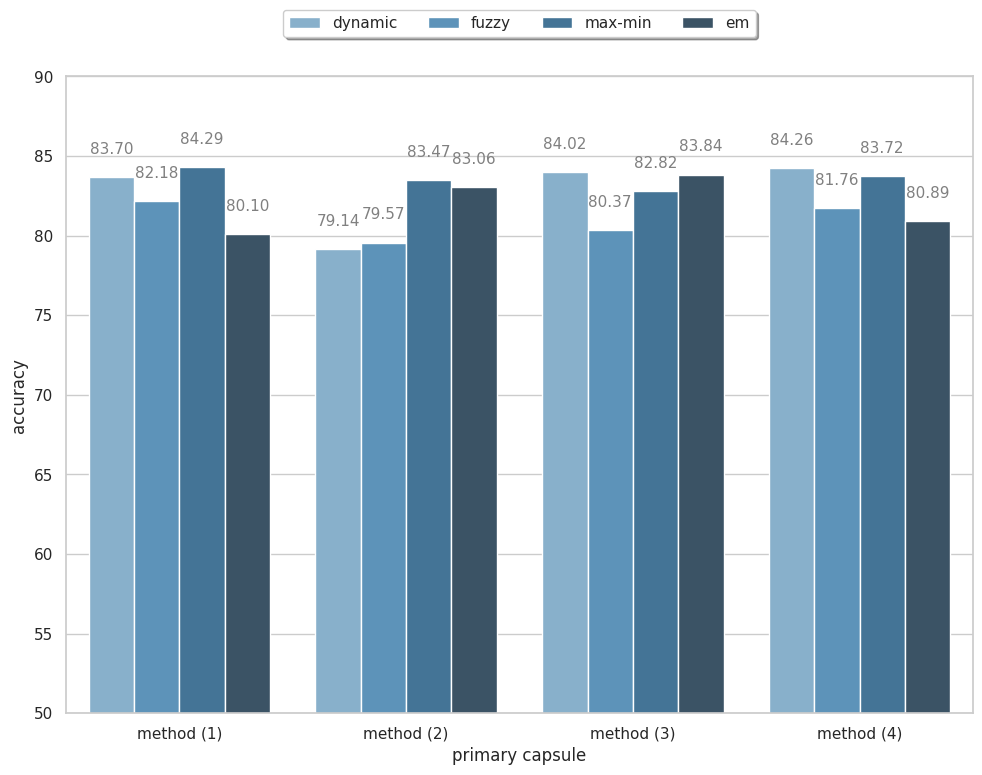 dynamic fuzzy max-min em
90
85
80
75
70
65
60
55
50
accuracy
83.70 82.18 84.29 80.10
79.14 79.57 83.47 83.06
84.02 80.37 82.82 83.84
84.26 81.76 83.72 80.89
method (1) method (2) method (3) method (4)
primary capsule